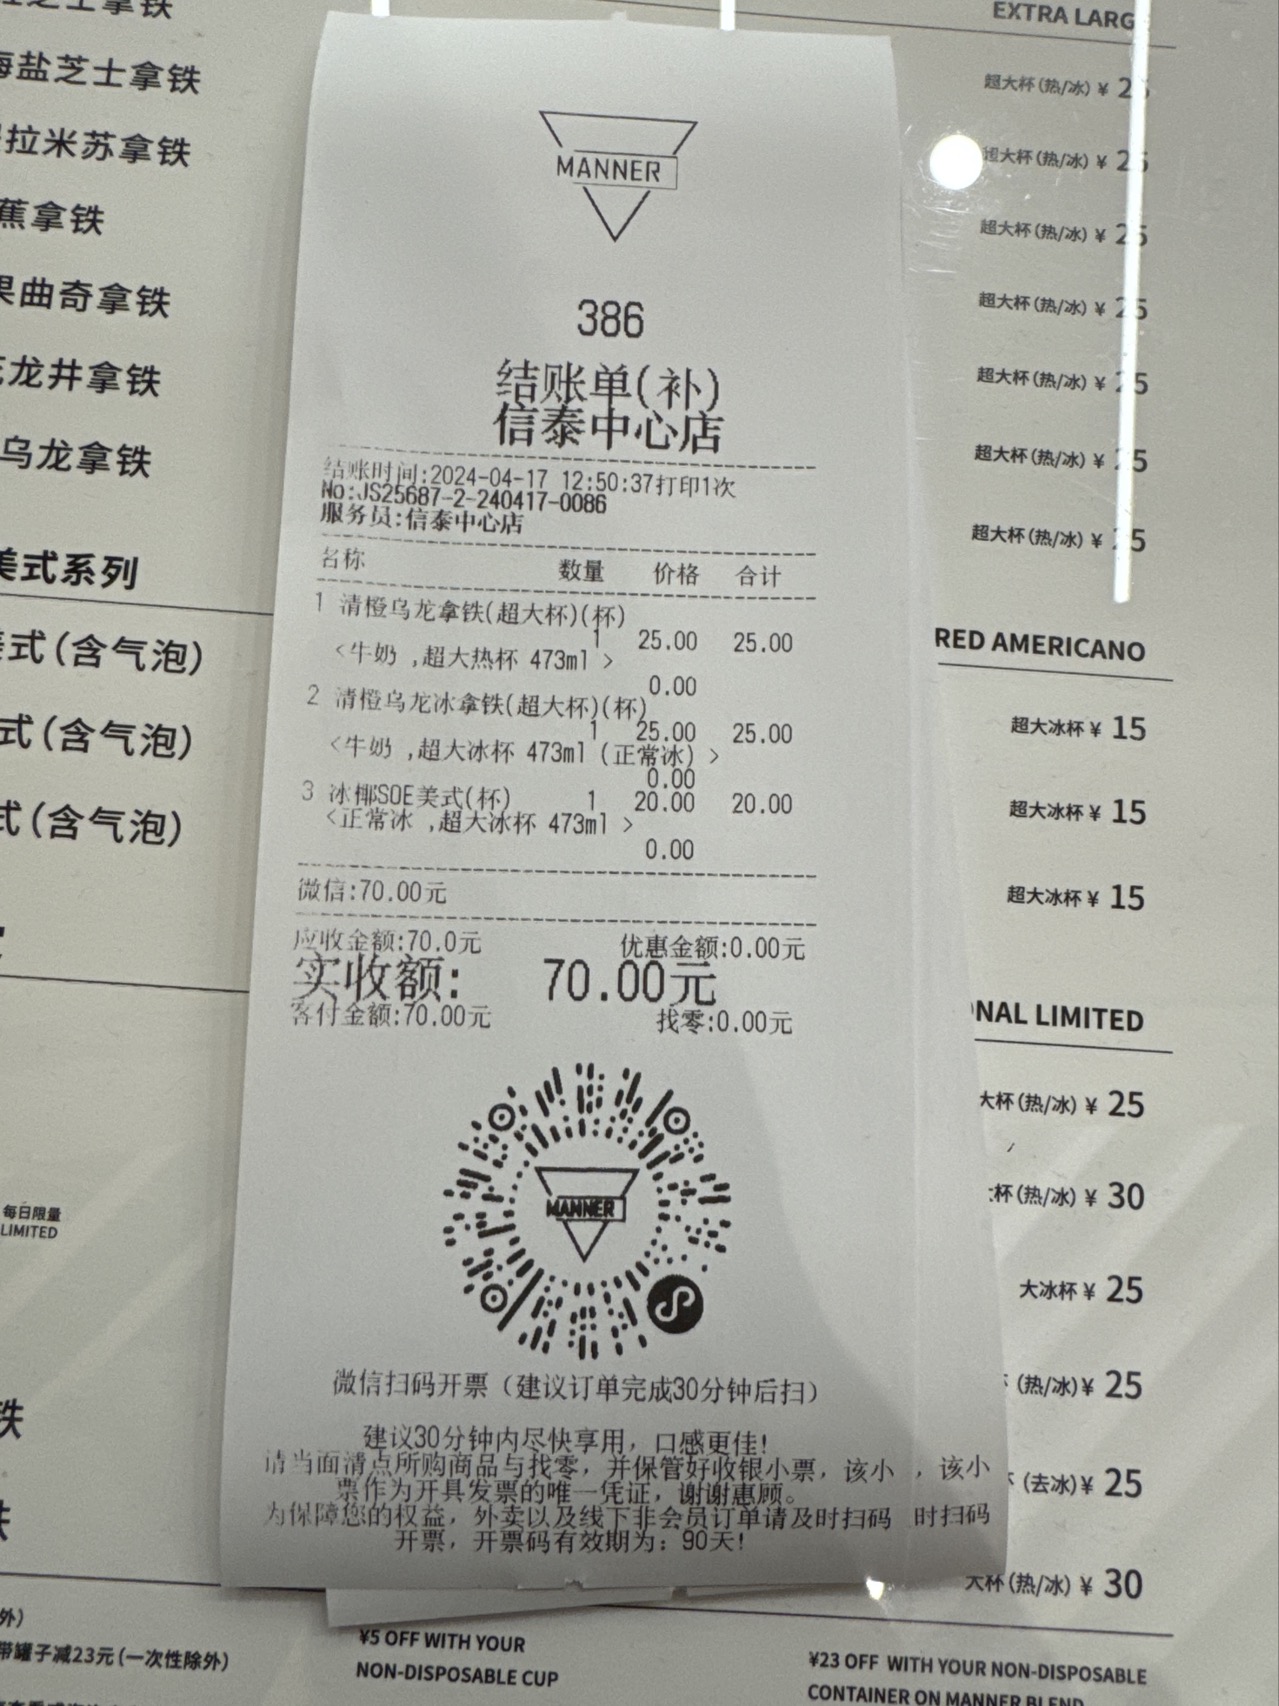 海盐芝士拿铁
拉米苏拿铁
蕉拿铁
果曲奇拿铁
龙井拿铁
乌龙拿铁
美式系列
式(含气泡)
式(含气泡)
式(含气泡)
每日限量
LIMITED
铁
MANNER
386
结账单(补)
信泰中心店
结账时间:2024-04-17 12:50:37打印1次
No:JS25687-2-240417-0086
服务员:信泰中心店
名称 数量 价格 合计
1 清橙乌龙拿铁(超大杯)(杯)
1 25.00 25.00
<牛奶 ,超大热杯 473ml >
0.00
2 清橙乌龙冰拿铁(超大杯)(杯)
1 25.00 25.00
<牛奶 ,超大冰杯 473ml (正常冰) >
0.00
3 冰椰SOE美式(杯) 1 20.00 20.00
<正常冰 ,超大冰杯 473ml >
0.00
微信:70.00元
应收金额:70.0元 优惠金额:0.00元
实收额: 70.00元
客付金额:70.00元 找零:0.00元
MANNER
微信扫码开票（建议订单完成30分钟后扫）
建议30分钟内尽快享用，口感更佳!
请当面清点所购商品与找零，并保管好收银小票，该小 ，该小
票作为开具发票的唯一凭证，谢谢惠顾。
为保障您的权益，外卖以及线下非会员订单请及时扫码 时扫码
开票，开票码有效期为: 90天!
EXTRA LARG
超大杯(热/冰) ¥ 25
超大杯(热/冰) ¥ 25
超大杯(热/冰) ¥ 25
超大杯(热/冰) ¥ 25
超大杯(热/冰) ¥ 25
超大杯(热/冰) ¥ 25
超大杯(热/冰) ¥ 25
RED AMERICANO
超大冰杯 ¥ 15
超大冰杯 ¥ 15
超大冰杯 ¥ 15
NAL LIMITED
大杯(热/冰) ¥ 25
杯(热/冰) ¥ 30
大冰杯 ¥ 25
(热/冰) ¥ 25
(去冰) ¥ 25
大杯(热/冰) ¥ 30
外)
带罐子减23元(一次性除外)
¥5 OFF WITH YOUR
NON-DISPOSABLE CUP
¥23 OFF WITH YOUR NON-DISPOSABLE
CONTAINER ON MANNER BLEND